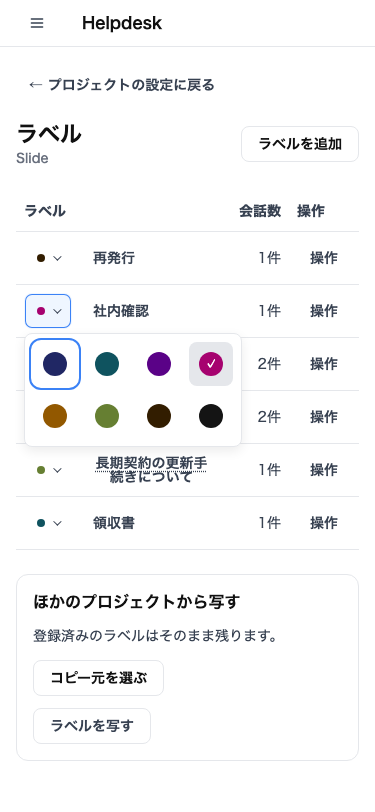 Helpdesk
← プロジェクトの設定に戻る
ラベル
Slide
ラベルを追加
ラベル 会話数 操作
再発行 1件 操作
社内確認 1件 操作
2件 操作
2件 操作
長期契約の更新手
続きについて
1件 操作
領収書 1件 操作
ほかのプロジェクトから写す
登録済みのラベルはそのまま残ります。
コピー元を選ぶ
ラベルを写す